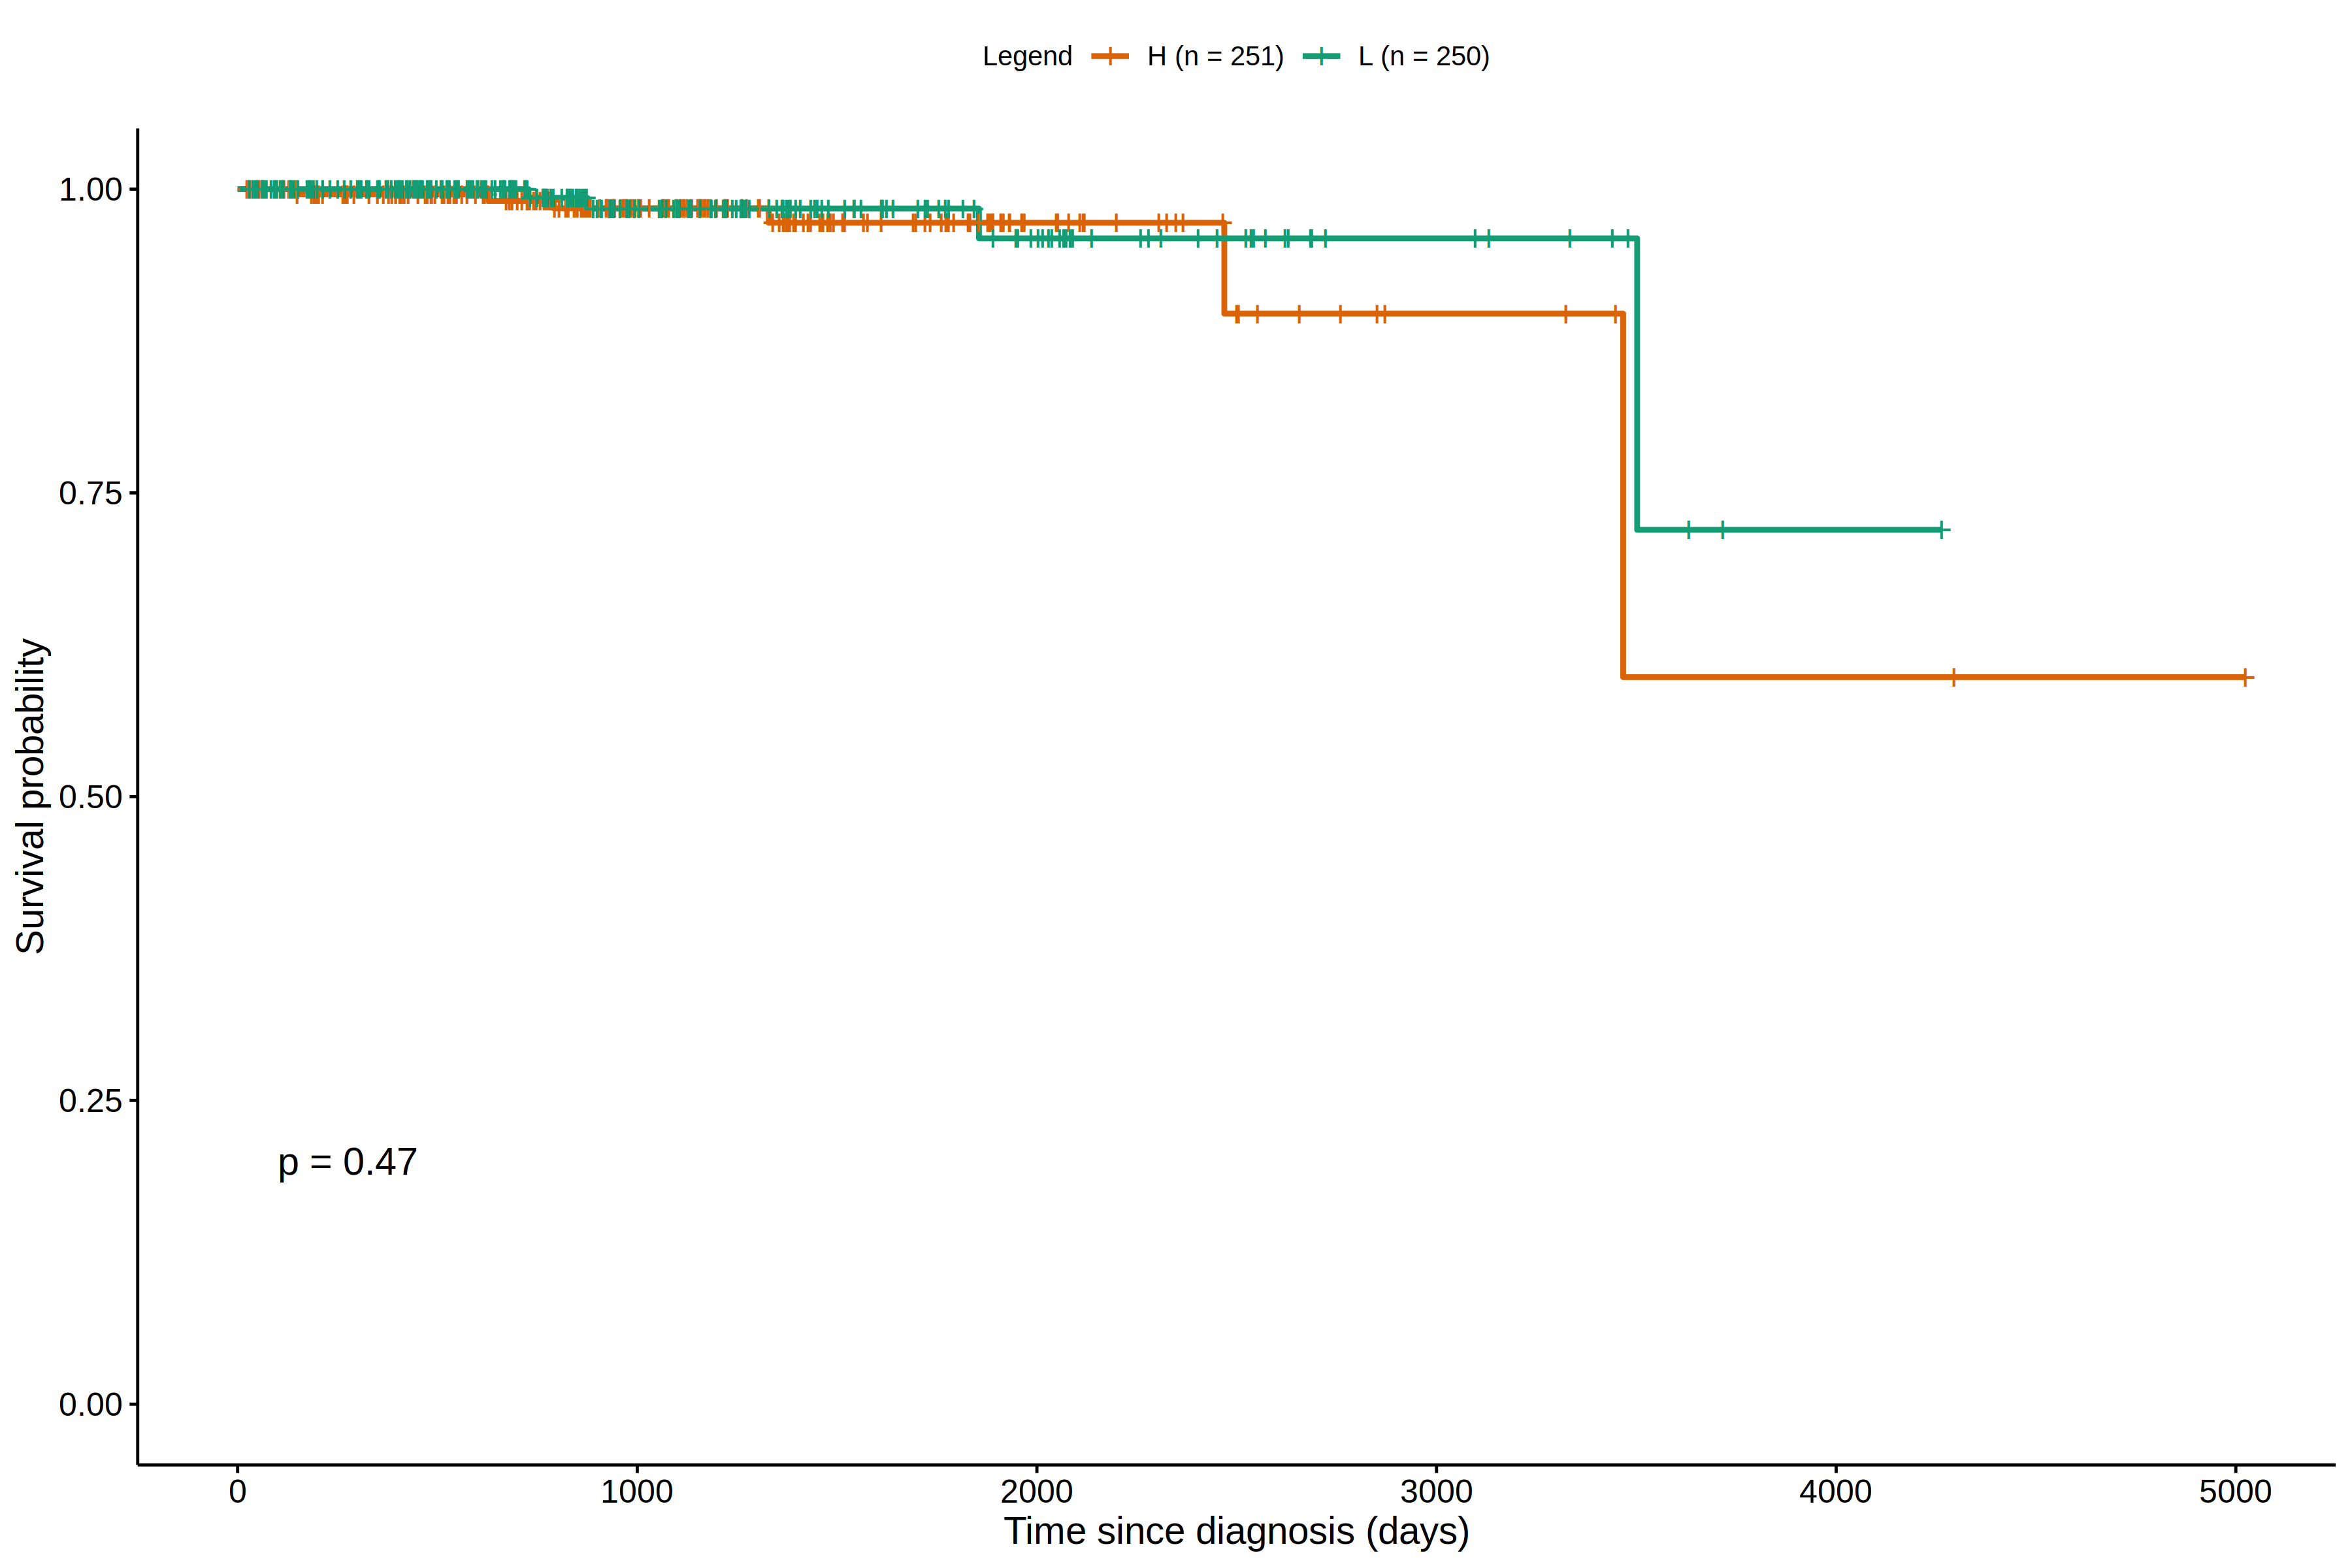 Legend H (n = 251) L (n = 250)
1.00
0.75
0.50
0.25
0.00
Survival probability
p = 0.47
0 1000 2000 3000 4000 5000
Time since diagnosis (days)